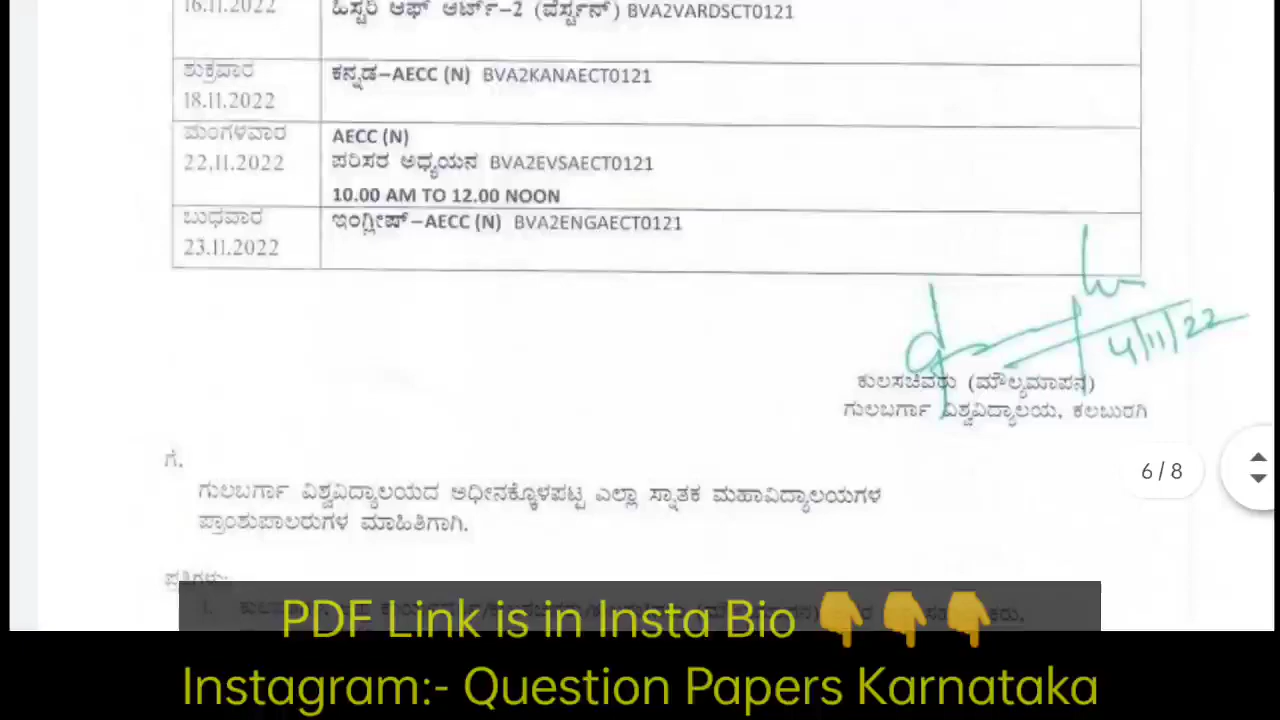 16.11.2022
ಹಿಸ್ಟರಿ ಆಫ್ ಆರ್ಟ್-2 (ವೆಸ್ಟರ್ನ್) BVA2VARDSCT0121
ಶುಕ್ರವಾರ
18.11.2022
ಕನ್ನಡ-AECC (N) BVA2KANAECT0121
ಮಂಗಳವಾರ
22.11.2022
AECC (N)
ಪರಿಸರ ಅಧ್ಯಯನ BVA2EVSAECT0121
10.00 AM TO 12.00 NOON
ಬುಧವಾರ
23.11.2022
ಇಂಗ್ಲೀಷ್-AECC (N) BVA2ENGAECT0121
4/11/22
ಕುಲಸಚಿವರು (ಮೌಲ್ಯಮಾಪನ)
ಗುಲಬರ್ಗಾ ವಿಶ್ವವಿದ್ಯಾಲಯ, ಕಲಬುರಗಿ
6 / 8
ಗೆ.
ಗುಲಬರ್ಗಾ ವಿಶ್ವವಿದ್ಯಾಲಯದ ಅಧೀನಕ್ಕೊಳಪಟ್ಟ ಎಲ್ಲಾ ಸ್ನಾತಕ ಮಹಾವಿದ್ಯಾಲಯಗಳ
ಪ್ರಾಂಶುಪಾಲರುಗಳ ಮಾಹಿತಿಗಾಗಿ.
ಪ್ರತಿಗಳು:
PDF Link is in Insta Bio 👇👇👇
Instagram:- Question Papers Karnataka